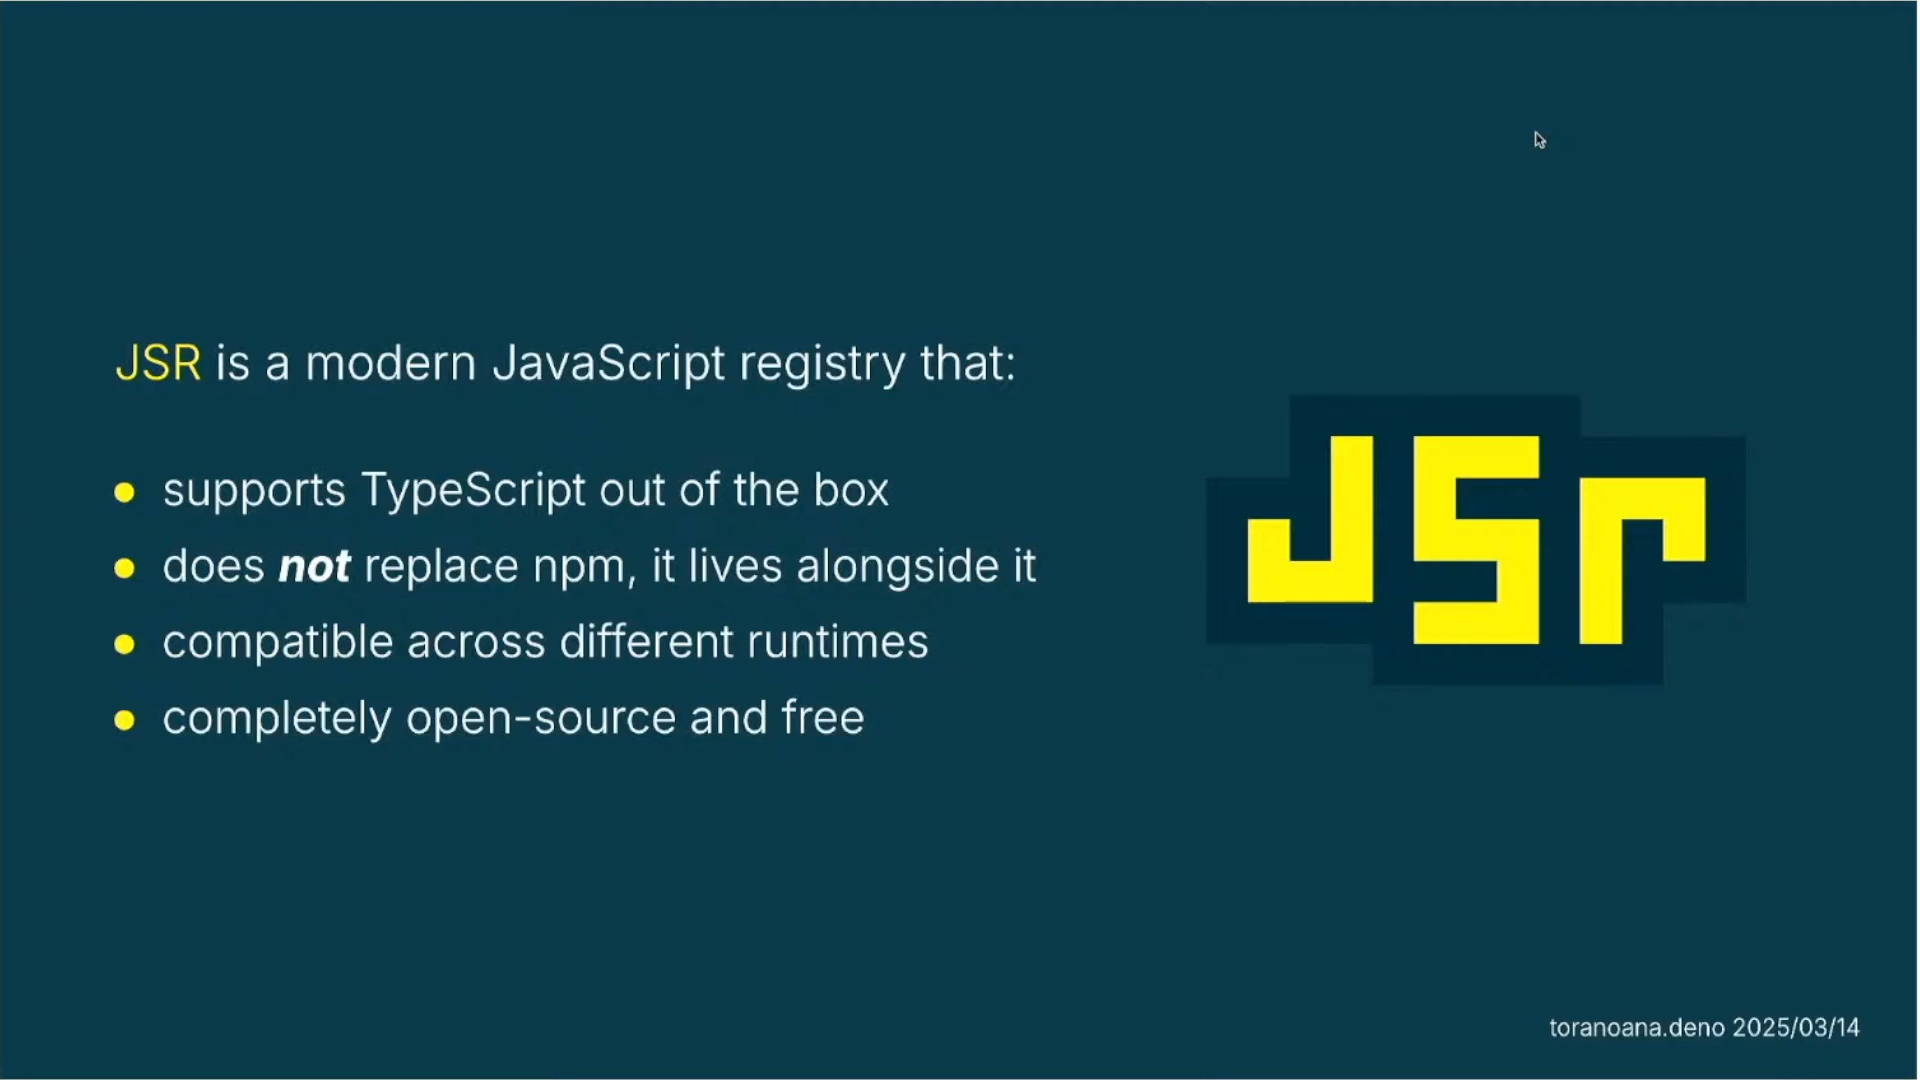 JSR is a modern JavaScript registry that:
● supports TypeScript out of the box
● does not replace npm, it lives alongside it
● compatible across different runtimes
● completely open-source and free
JSr
toranoana.deno 2025/03/14